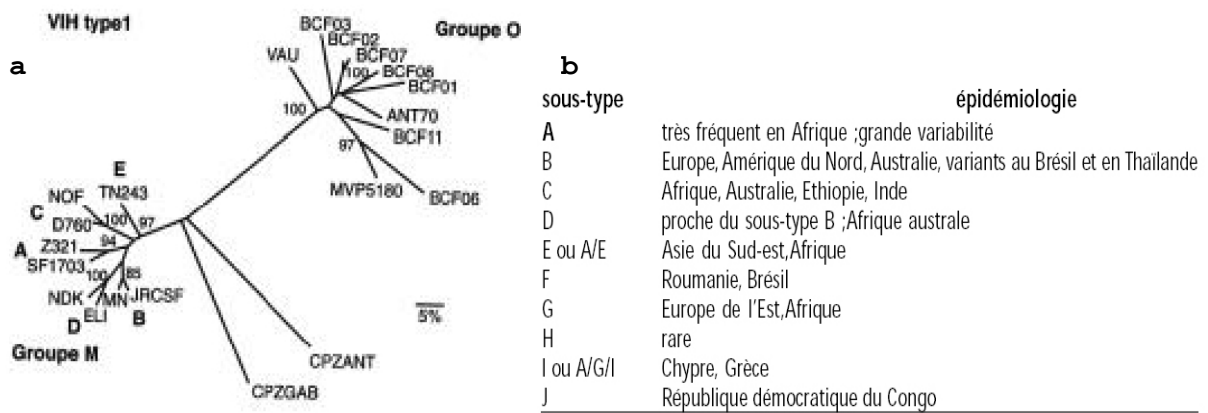 VIH type1
a
BCF03
BCF02
Groupe O
VAU
BCF07
100
BCF08
BCF01
100
ANT70
BCF11
97
MVP5180
BCF06
E
NOF
TN243
C
D760
100
97
A
Z321
94
SF1703
100
85
NDK
MN
JRCSF
D
ELI
B
Groupe M
5%
CPZANT
CPZGAB
b
sous-type épidémiologie
A très fréquent en Afrique ;grande variabilité
B Europe, Amérique du Nord, Australie, variants au Brésil et en Thaïlande
C Afrique, Australie, Ethiopie, Inde
D proche du sous-type B ;Afrique australe
E ou A/E Asie du Sud-est,Afrique
F Roumanie, Brésil
G Europe de l'Est,Afrique
H rare
I ou A/G/I Chypre, Grèce
J République démocratique du Congo